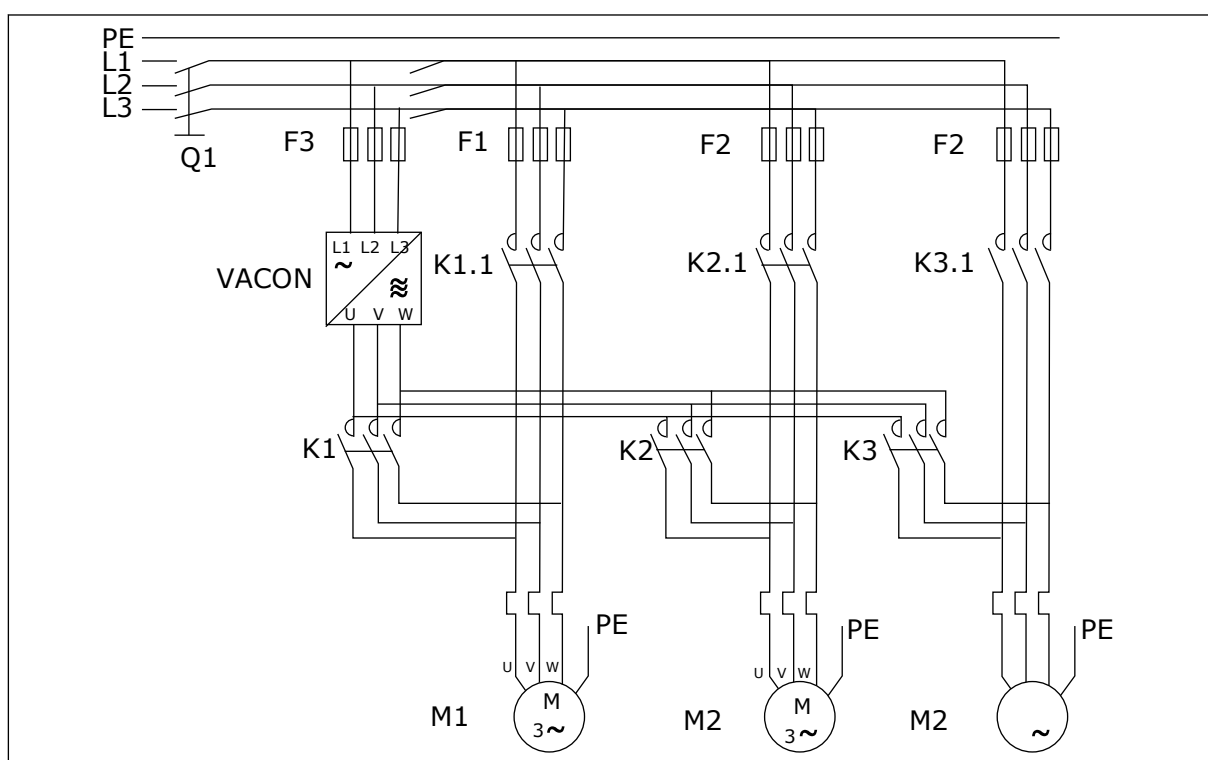 PE
L1
L2
L3
Q1
F3
F1
F2
F2
L1 L2 L3
~
VACON
≋
U V W
K1.1
K2.1
K3.1
K1
K2
K3
PE
PE
PE
U V W
U V W
M1
M
3~
M2
M
3~
M2
~